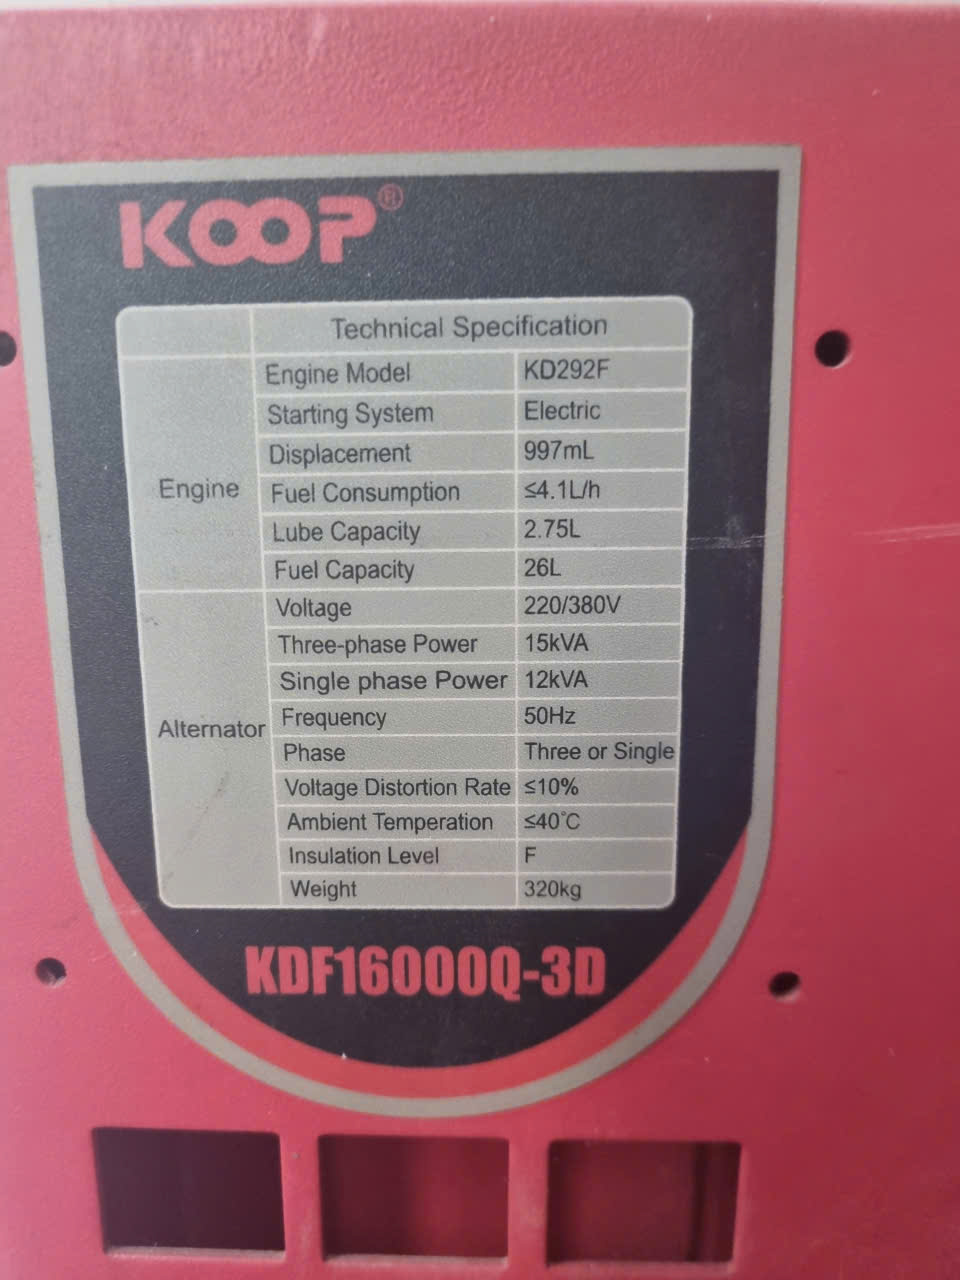 KOOP®
Technical Specification
Engine
Engine Model KD292F
Starting System Electric
Displacement 997mL
Fuel Consumption ≤4.1L/h
Lube Capacity 2.75L
Fuel Capacity 26L
Alternator
Voltage 220/380V
Three-phase Power 15kVA
Single phase Power 12kVA
Frequency 50Hz
Phase Three or Single
Voltage Distortion Rate ≤10%
Ambient Temperation ≤40℃
Insulation Level F
Weight 320kg
KDF16000Q-3D